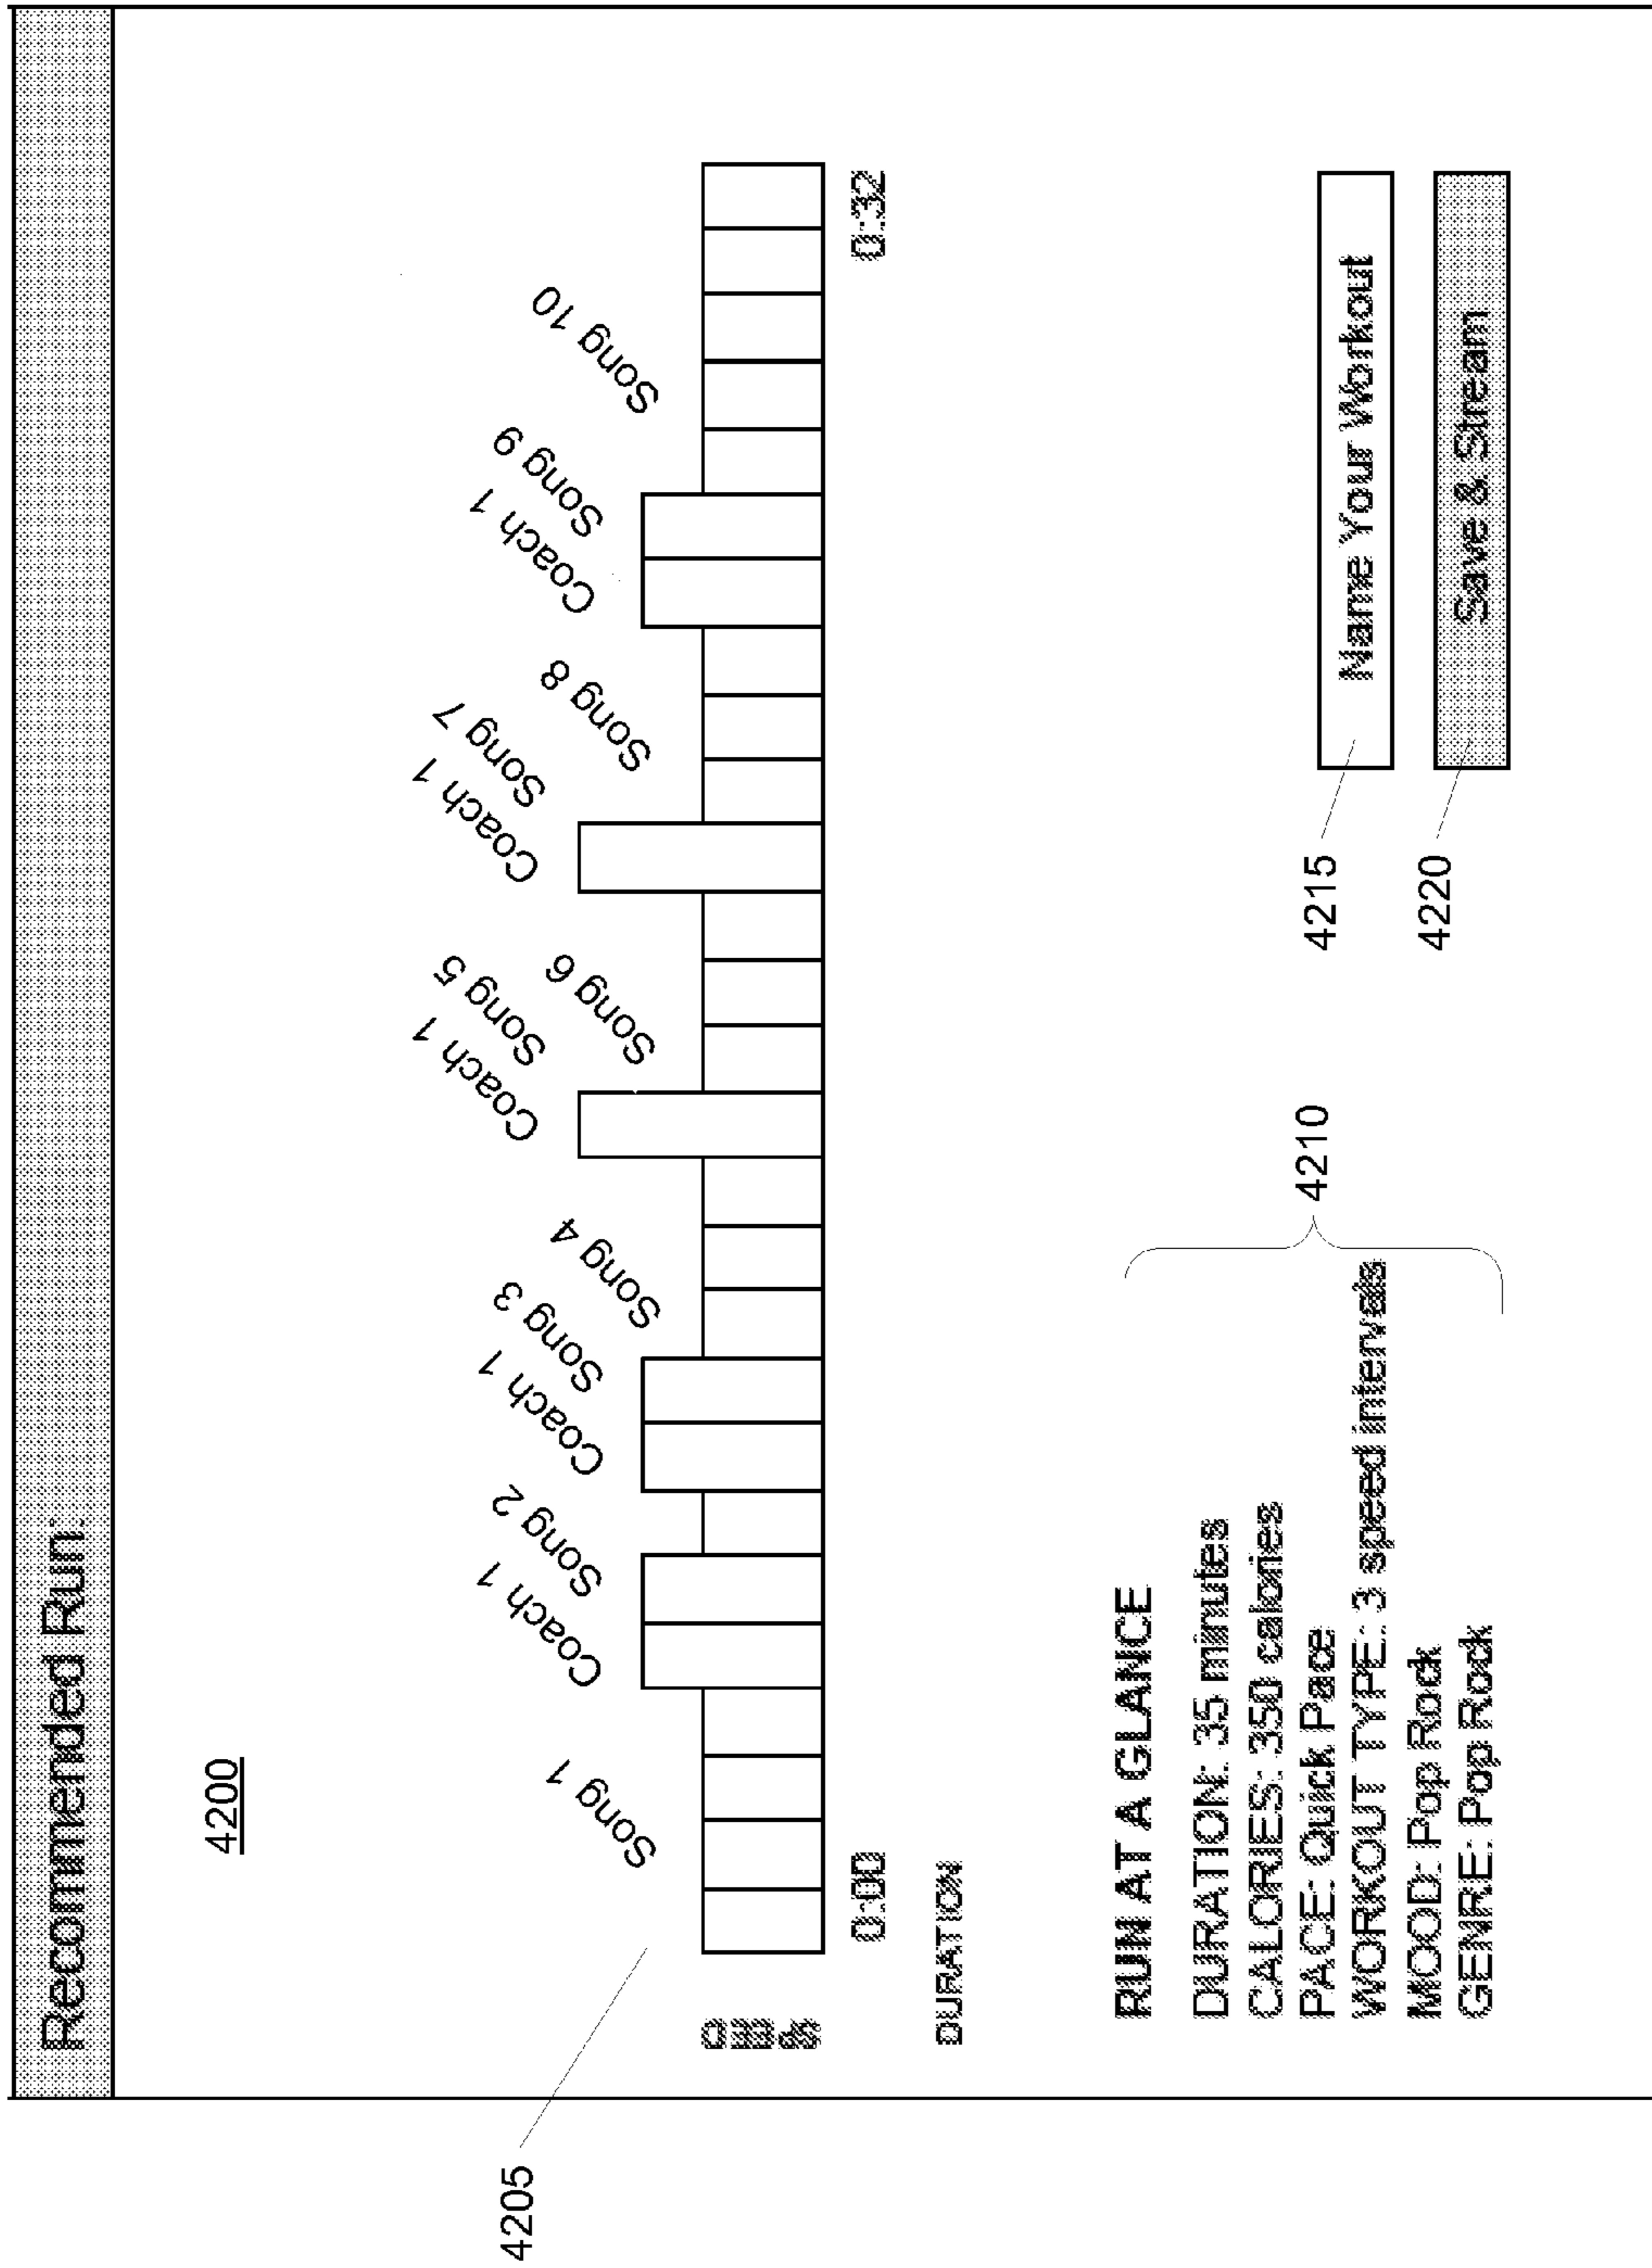 Recommended Run:
4200
4205
Song 1
Coach 1
Song 2
Coach 1
Song 3
Song 4
Coach 1
Song 5
Song 6
Coach 1
Song 7
Song 8
Coach 1
Song 9
Song 10
0:00
0:32
DURATION
RUN AT A GLANCE
DURATION: 35 minutes
CALORIES: 350 calories
PACE: Quick Pace
WORKOUT TYPE: 3 speed intervals
MOOD: Pop Rock
GENRE: Pop Rock
4210
4215
Name Your Workout
4220
Save & Stream